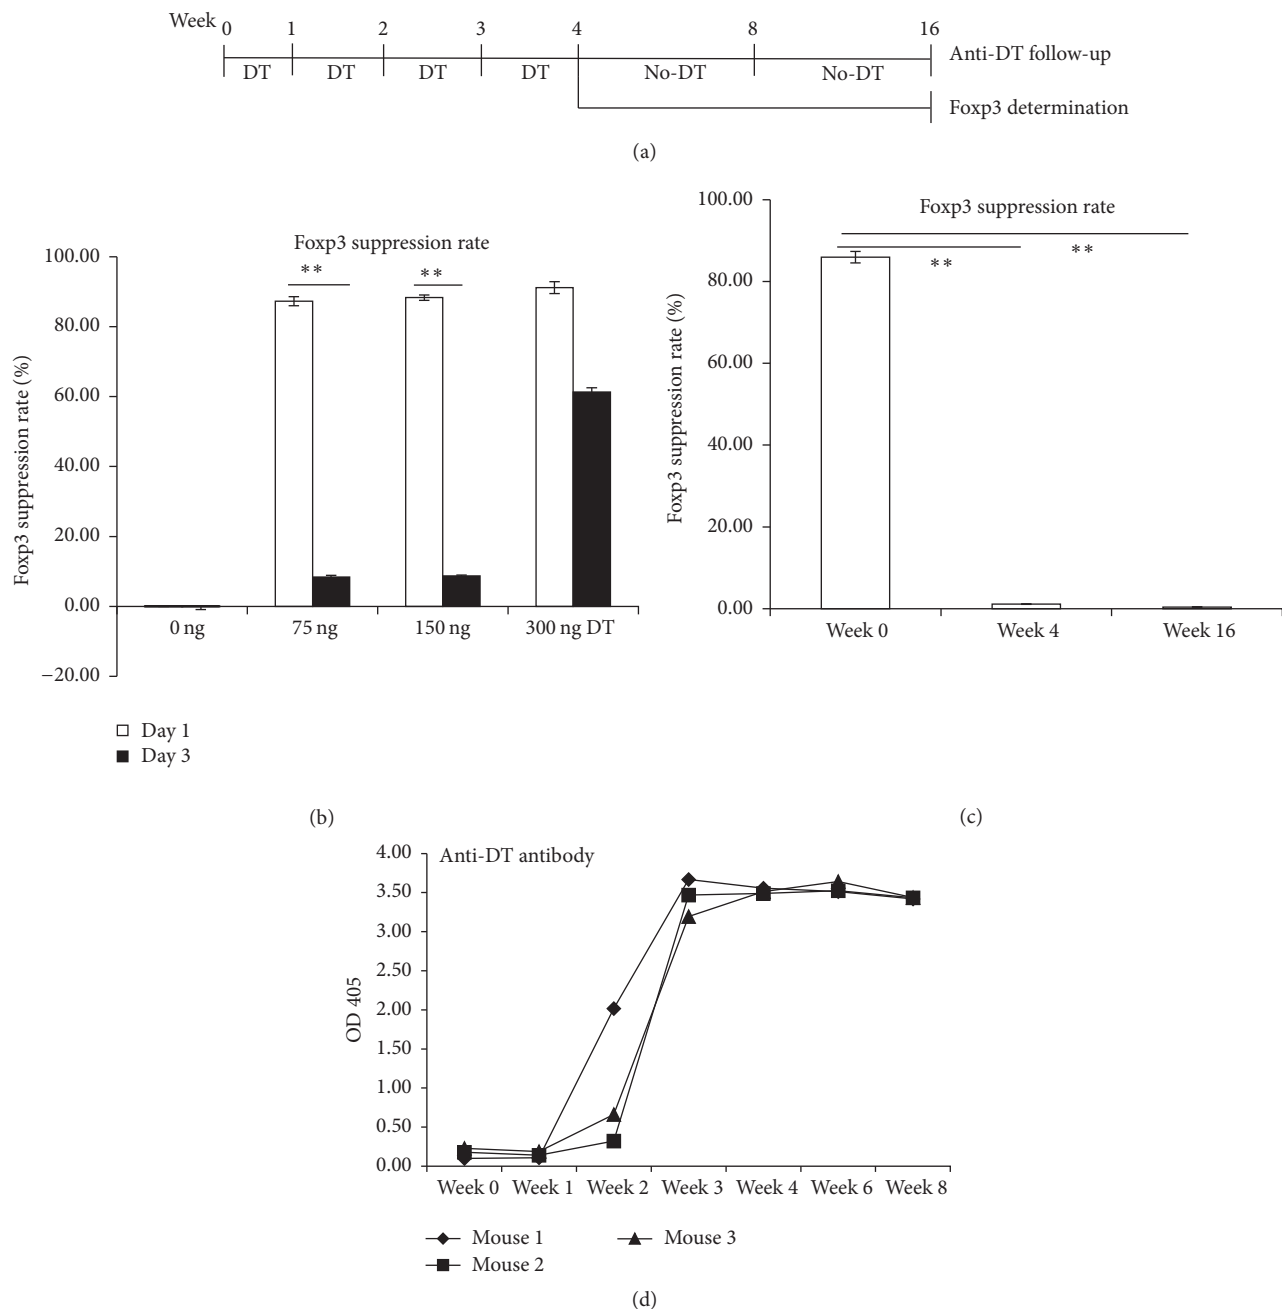 Week 0 1 2 3 4 8 16
DT DT DT DT No-DT No-DT Anti-DT follow-up
Foxp3 determination
(a)
Foxp3 suppression rate
100.00
80.00
60.00
40.00
20.00
0.00
−20.00
Foxp3 suppression rate (%)
** **
0 ng 75 ng 150 ng 300 ng DT
Day 1
Day 3
(b)
Foxp3 suppression rate
100.00
80.00
60.00
40.00
20.00
0.00
Foxp3 suppression rate (%)
** **
Week 0 Week 4 Week 16
(c)
Anti-DT antibody
4.00
3.50
3.00
2.50
2.00
1.50
1.00
0.50
0.00
OD 405
Week 0 Week 1 Week 2 Week 3 Week 4 Week 6 Week 8
Mouse 1 Mouse 3
Mouse 2
(d)